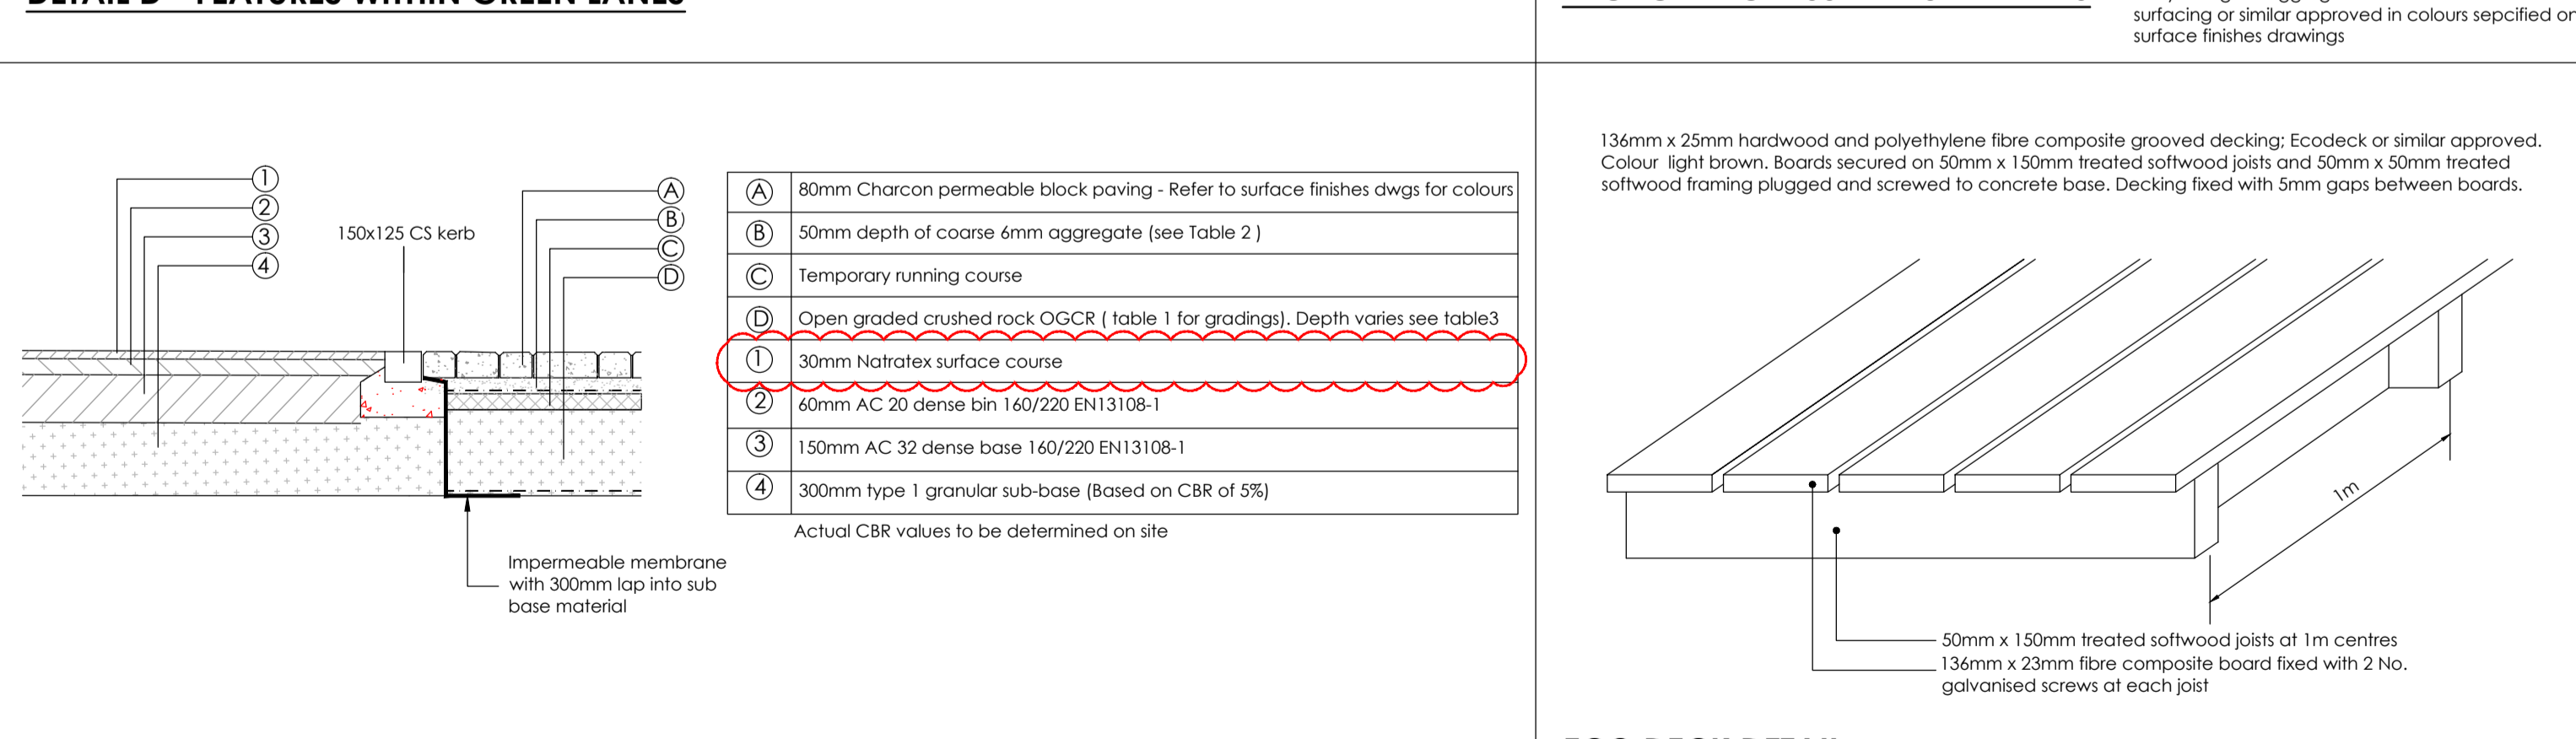 DETAIL D - FEATURES WITHIN GREEN LANES
surfacing or similar approved in colours sepcified on
surface finishes drawings
1
2
3
4
150x125 CS kerb
A
B
C
D
A 80mm Charcon permeable block paving - Refer to surface finishes dwgs for colours
B 50mm depth of coarse 6mm aggregate (see Table 2 )
C Temporary running course
D Open graded crushed rock OGCR ( table 1 for gradings). Depth varies see table3
1 30mm Natratex surface course
2 60mm AC 20 dense bin 160/220 EN13108-1
3 150mm AC 32 dense base 160/220 EN13108-1
4 300mm type 1 granular sub-base (Based on CBR of 5%)
Actual CBR values to be determined on site
Impermeable membrane
with 300mm lap into sub
base material
136mm x 25mm hardwood and polyethylene fibre composite grooved decking; Ecodeck or similar approved.
Colour light brown. Boards secured on 50mm x 150mm treated softwood joists and 50mm x 50mm treated
softwood framing plugged and screwed to concrete base. Decking fixed with 5mm gaps between boards.
1m
50mm x 150mm treated softwood joists at 1m centres
136mm x 23mm fibre composite board fixed with 2 No.
galvanised screws at each joist